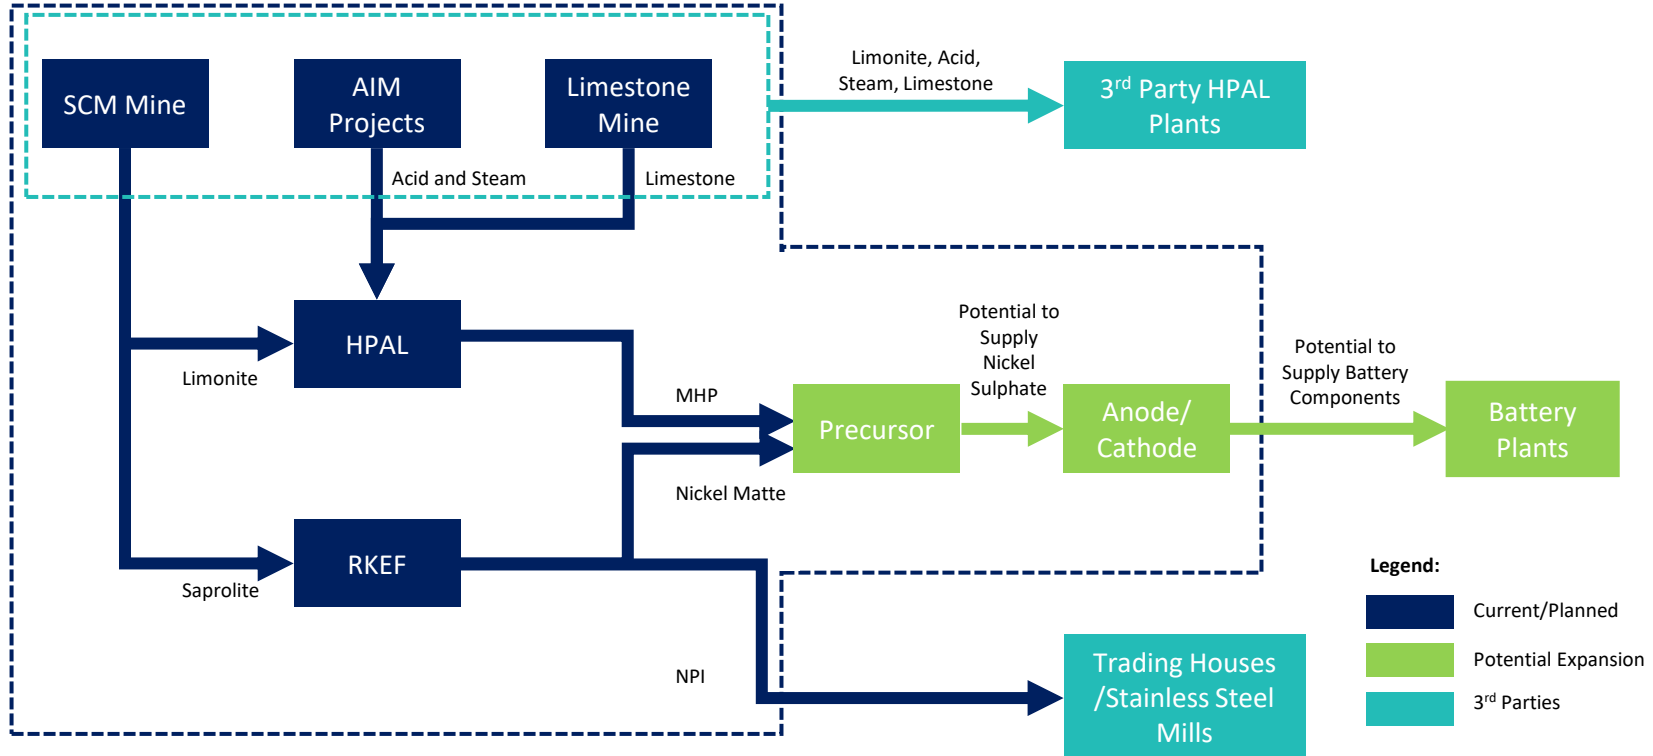 SCM Mine
AIM
Projects
Limestone
Mine
Limonite, Acid,
Steam, Limestone
3rd Party HPAL
Plants
Acid and Steam
Limestone
HPAL
Limonite
MHP
Potential to
Supply
Nickel
Sulphate
Precursor
Anode/
Cathode
Potential to
Supply Battery
Components
Battery
Plants
Nickel Matte
RKEF
Saprolite
NPI
Trading Houses
/Stainless Steel
Mills
Legend:
Current/Planned
Potential Expansion
3rd Parties